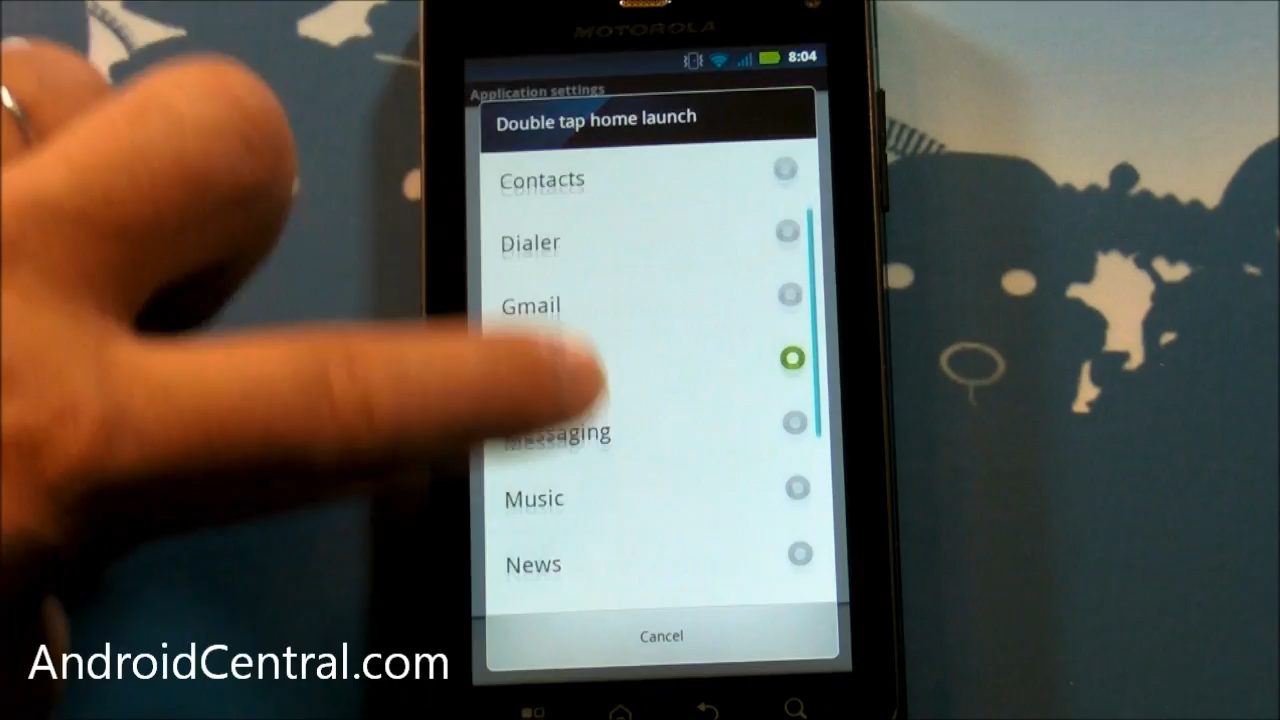 MOTOROLA
8:04
Application settings
Double tap home launch
Contacts
Dialer
Gmail
Messaging
Music
News
Cancel
AndroidCentral.com